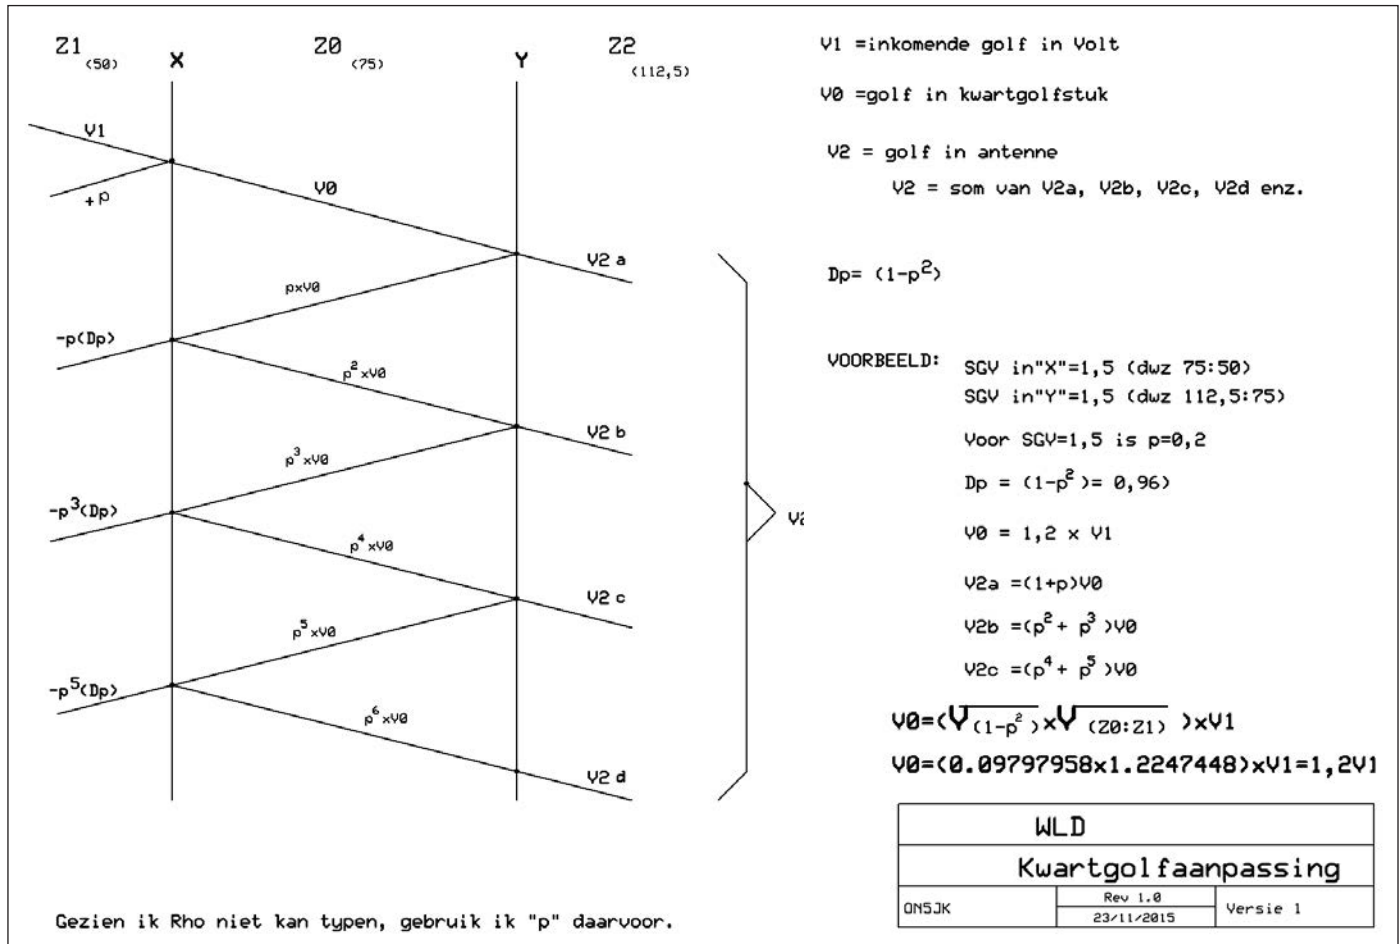 Z1 (50)
X
Z0 (75)
Y
Z2 (112,5)
V1
+p
V0
V2 a
pxV0
-p(Dp)
p²xV0
V2 b
p³xV0
-p³(Dp)
p⁴xV0
V2 c
p⁵xV0
-p⁵(Dp)
p⁶xV0
V2 d
V2
V1 =inkomende golf in Volt
V0 =golf in kwartgolfstuk
V2 = golf in antenne
V2 = som van V2a, V2b, V2c, V2d enz.
Dp= (1-p²)
VOORBEELD:
SGV in"X"=1,5 (dwz 75:50)
SGV in"Y"=1,5 (dwz 112,5:75)
Voor SGV=1,5 is p=0,2
Dp = (1-p²)= 0,96)
V0 = 1,2 x V1
V2a =(1+p)V0
V2b =(p²+ p³)V0
V2c =(p⁴+ p⁵)V0
V0=(√(1-p²)x√(Z0:Z1) )xV1
V0=(0.09797958x1.2247448)xV1=1,2V1
WLD
Kwartgolfaanpassing
ON5JK
Rev 1.0
23/11/2015
Versie 1
Gezien ik Rho niet kan typen, gebruik ik "p" daarvoor.